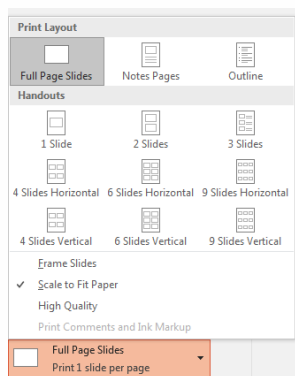 Print Layout
Full Page Slides Notes Pages Outline
Handouts
1 Slide 2 Slides 3 Slides
4 Slides Horizontal 6 Slides Horizontal 9 Slides Horizontal
4 Slides Vertical 6 Slides Vertical 9 Slides Vertical
Frame Slides
Scale to Fit Paper
High Quality
Print Comments and Ink Markup
Full Page Slides
Print 1 slide per page